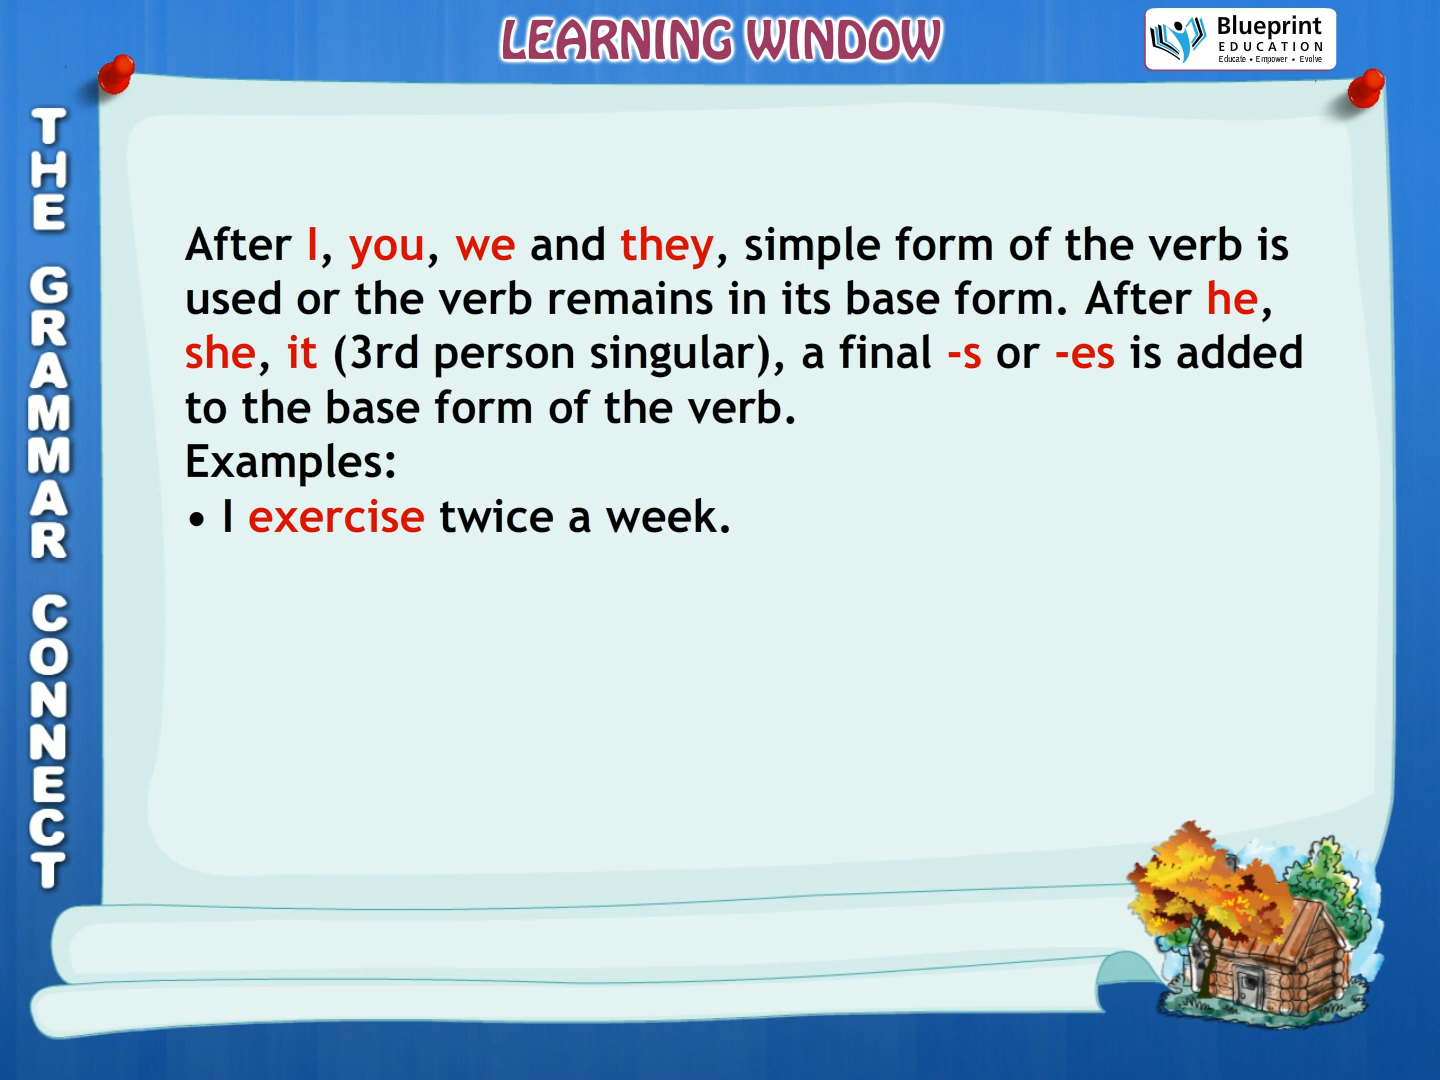 LEARNING WINDOW
Blueprint
EDUCATION
Educate • Empower • Evolve
THE GRAMMAR CONNECT
After I, you, we and they, simple form of the verb is
used or the verb remains in its base form. After he,
she, it (3rd person singular), a final -s or -es is added
to the base form of the verb.
Examples:
• I exercise twice a week.